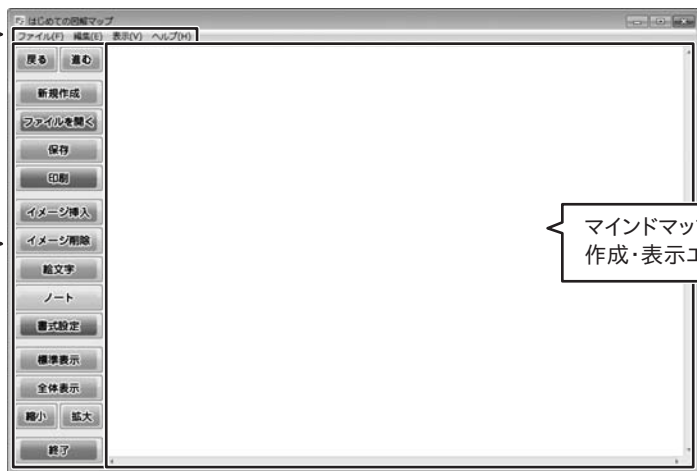 はじめての図解マップ
ファイル(F) 編集(E) 表示(V) ヘルプ(H)
戻る 進む
新規作成
ファイルを開く
保存
印刷
イメージ挿入
イメージ削除
絵文字
ノート
書式設定
標準表示
全体表示
縮小 拡大
終了
マインドマップ
作成・表示エ